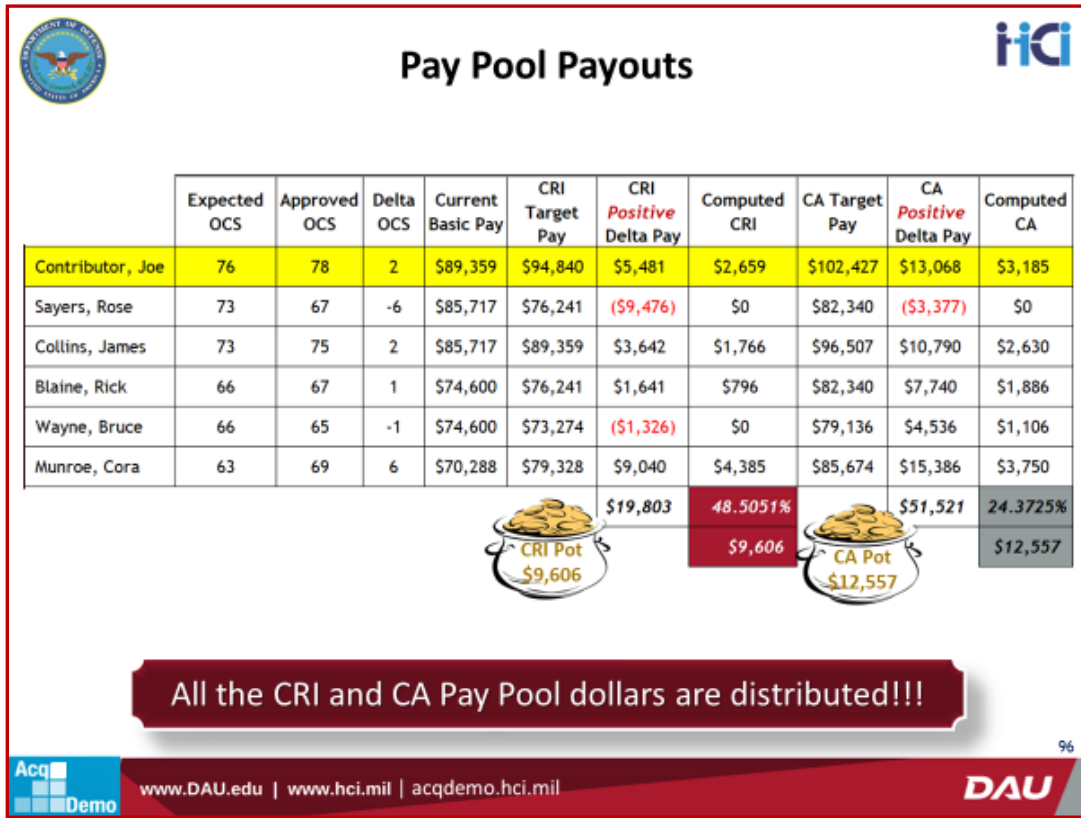 DEPARTMENT OF DEFENSE
UNITED STATES OF AMERICA
HCi
Pay Pool Payouts
Expected OCS Approved OCS Delta OCS Current Basic Pay CRI Target Pay CRI Positive Delta Pay Computed CRI CA Target Pay CA Positive Delta Pay Computed CA
Contributor, Joe 76 78 2 $89,359 $94,840 $5,481 $2,659 $102,427 $13,068 $3,185
Sayers, Rose 73 67 -6 $85,717 $76,241 ($9,476) $0 $82,340 ($3,377) $0
Collins, James 73 75 2 $85,717 $89,359 $3,642 $1,766 $96,507 $10,790 $2,630
Blaine, Rick 66 67 1 $74,600 $76,241 $1,641 $796 $82,340 $7,740 $1,886
Wayne, Bruce 66 65 -1 $74,600 $73,274 ($1,326) $0 $79,136 $4,536 $1,106
Munroe, Cora 63 69 6 $70,288 $79,328 $9,040 $4,385 $85,674 $15,386 $3,750
$19,803 48.5051% $51,521 24.3725%
$9,606 $12,557
CRI Pot
$9,606
CA Pot
$12,557
All the CRI and CA Pay Pool dollars are distributed!!!
96
Acq
Demo
www.DAU.edu | www.hci.mil | acqdemo.hci.mil
DAU